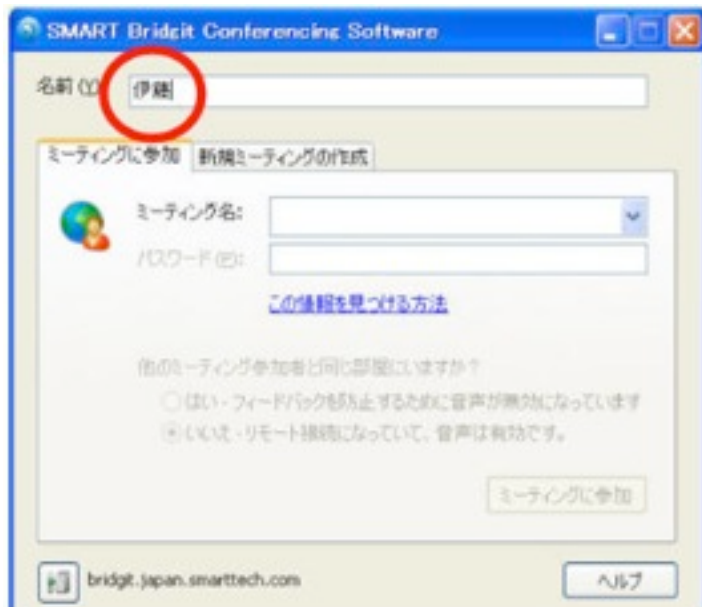 SMART Bridgit Conferencing Software
名前 (Y)
伊藤
ミーティングに参加 新規ミーティングの作成
ミーティング名:
パスワード(P):
この情報を見つける方法
他のミーティング参加者と同じ部屋にいますか?
はい - フィードバックを防止するために音声が無効になっています
いいえ - リモート接続になっていて、音声は有効です。
ミーティングに参加
bridgit.japan.smarttech.com
ヘルプ